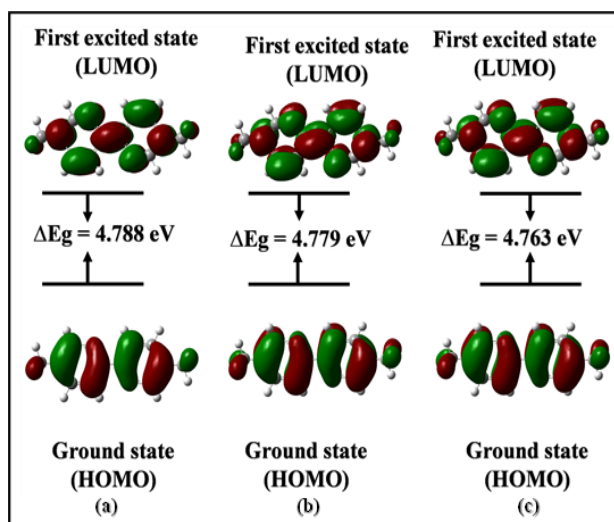 First excited state
(LUMO)
ΔEg = 4.788 eV
Ground state
(HOMO)
(a)
First excited state
(LUMO)
ΔEg = 4.779 eV
Ground state
(HOMO)
(b)
First excited state
(LUMO)
ΔEg = 4.763 eV
Ground state
(HOMO)
(c)